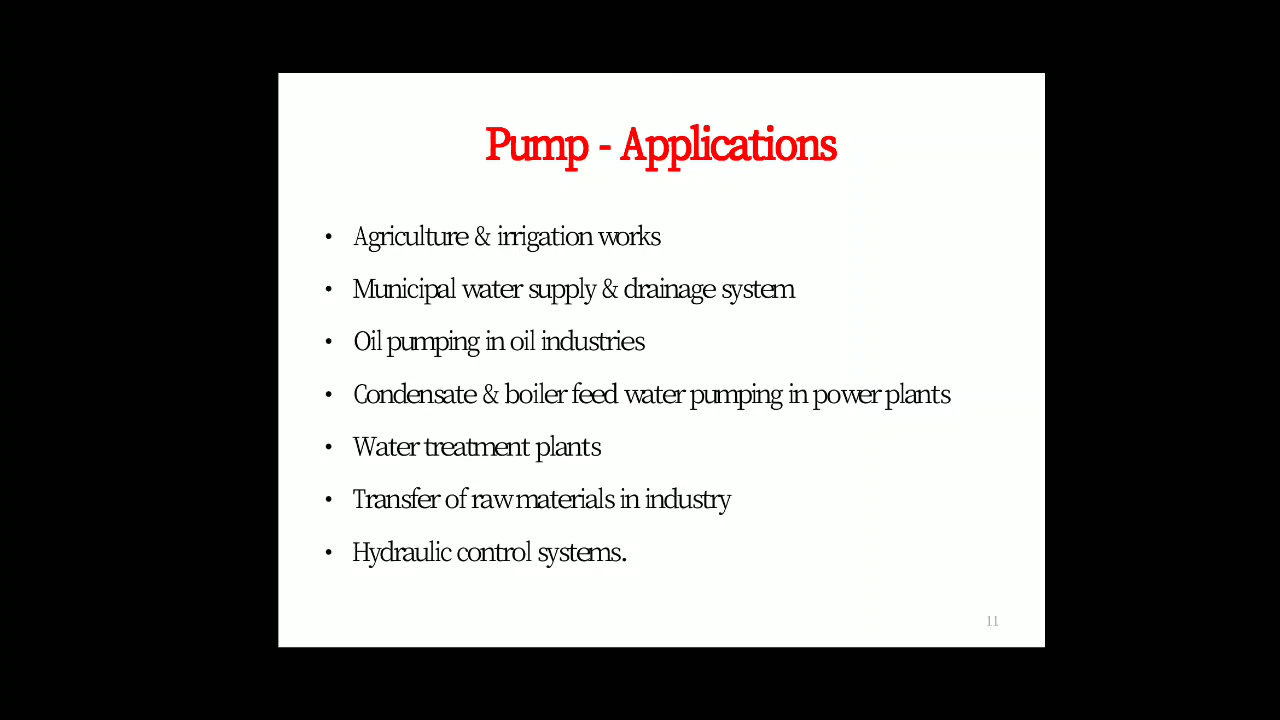 Pump - Applications
• Agriculture & irrigation works
• Municipal water supply & drainage system
• Oil pumping in oil industries
• Condensate & boiler feed water pumping in power plants
• Water treatment plants
• Transfer of raw materials in industry
• Hydraulic control systems.
11